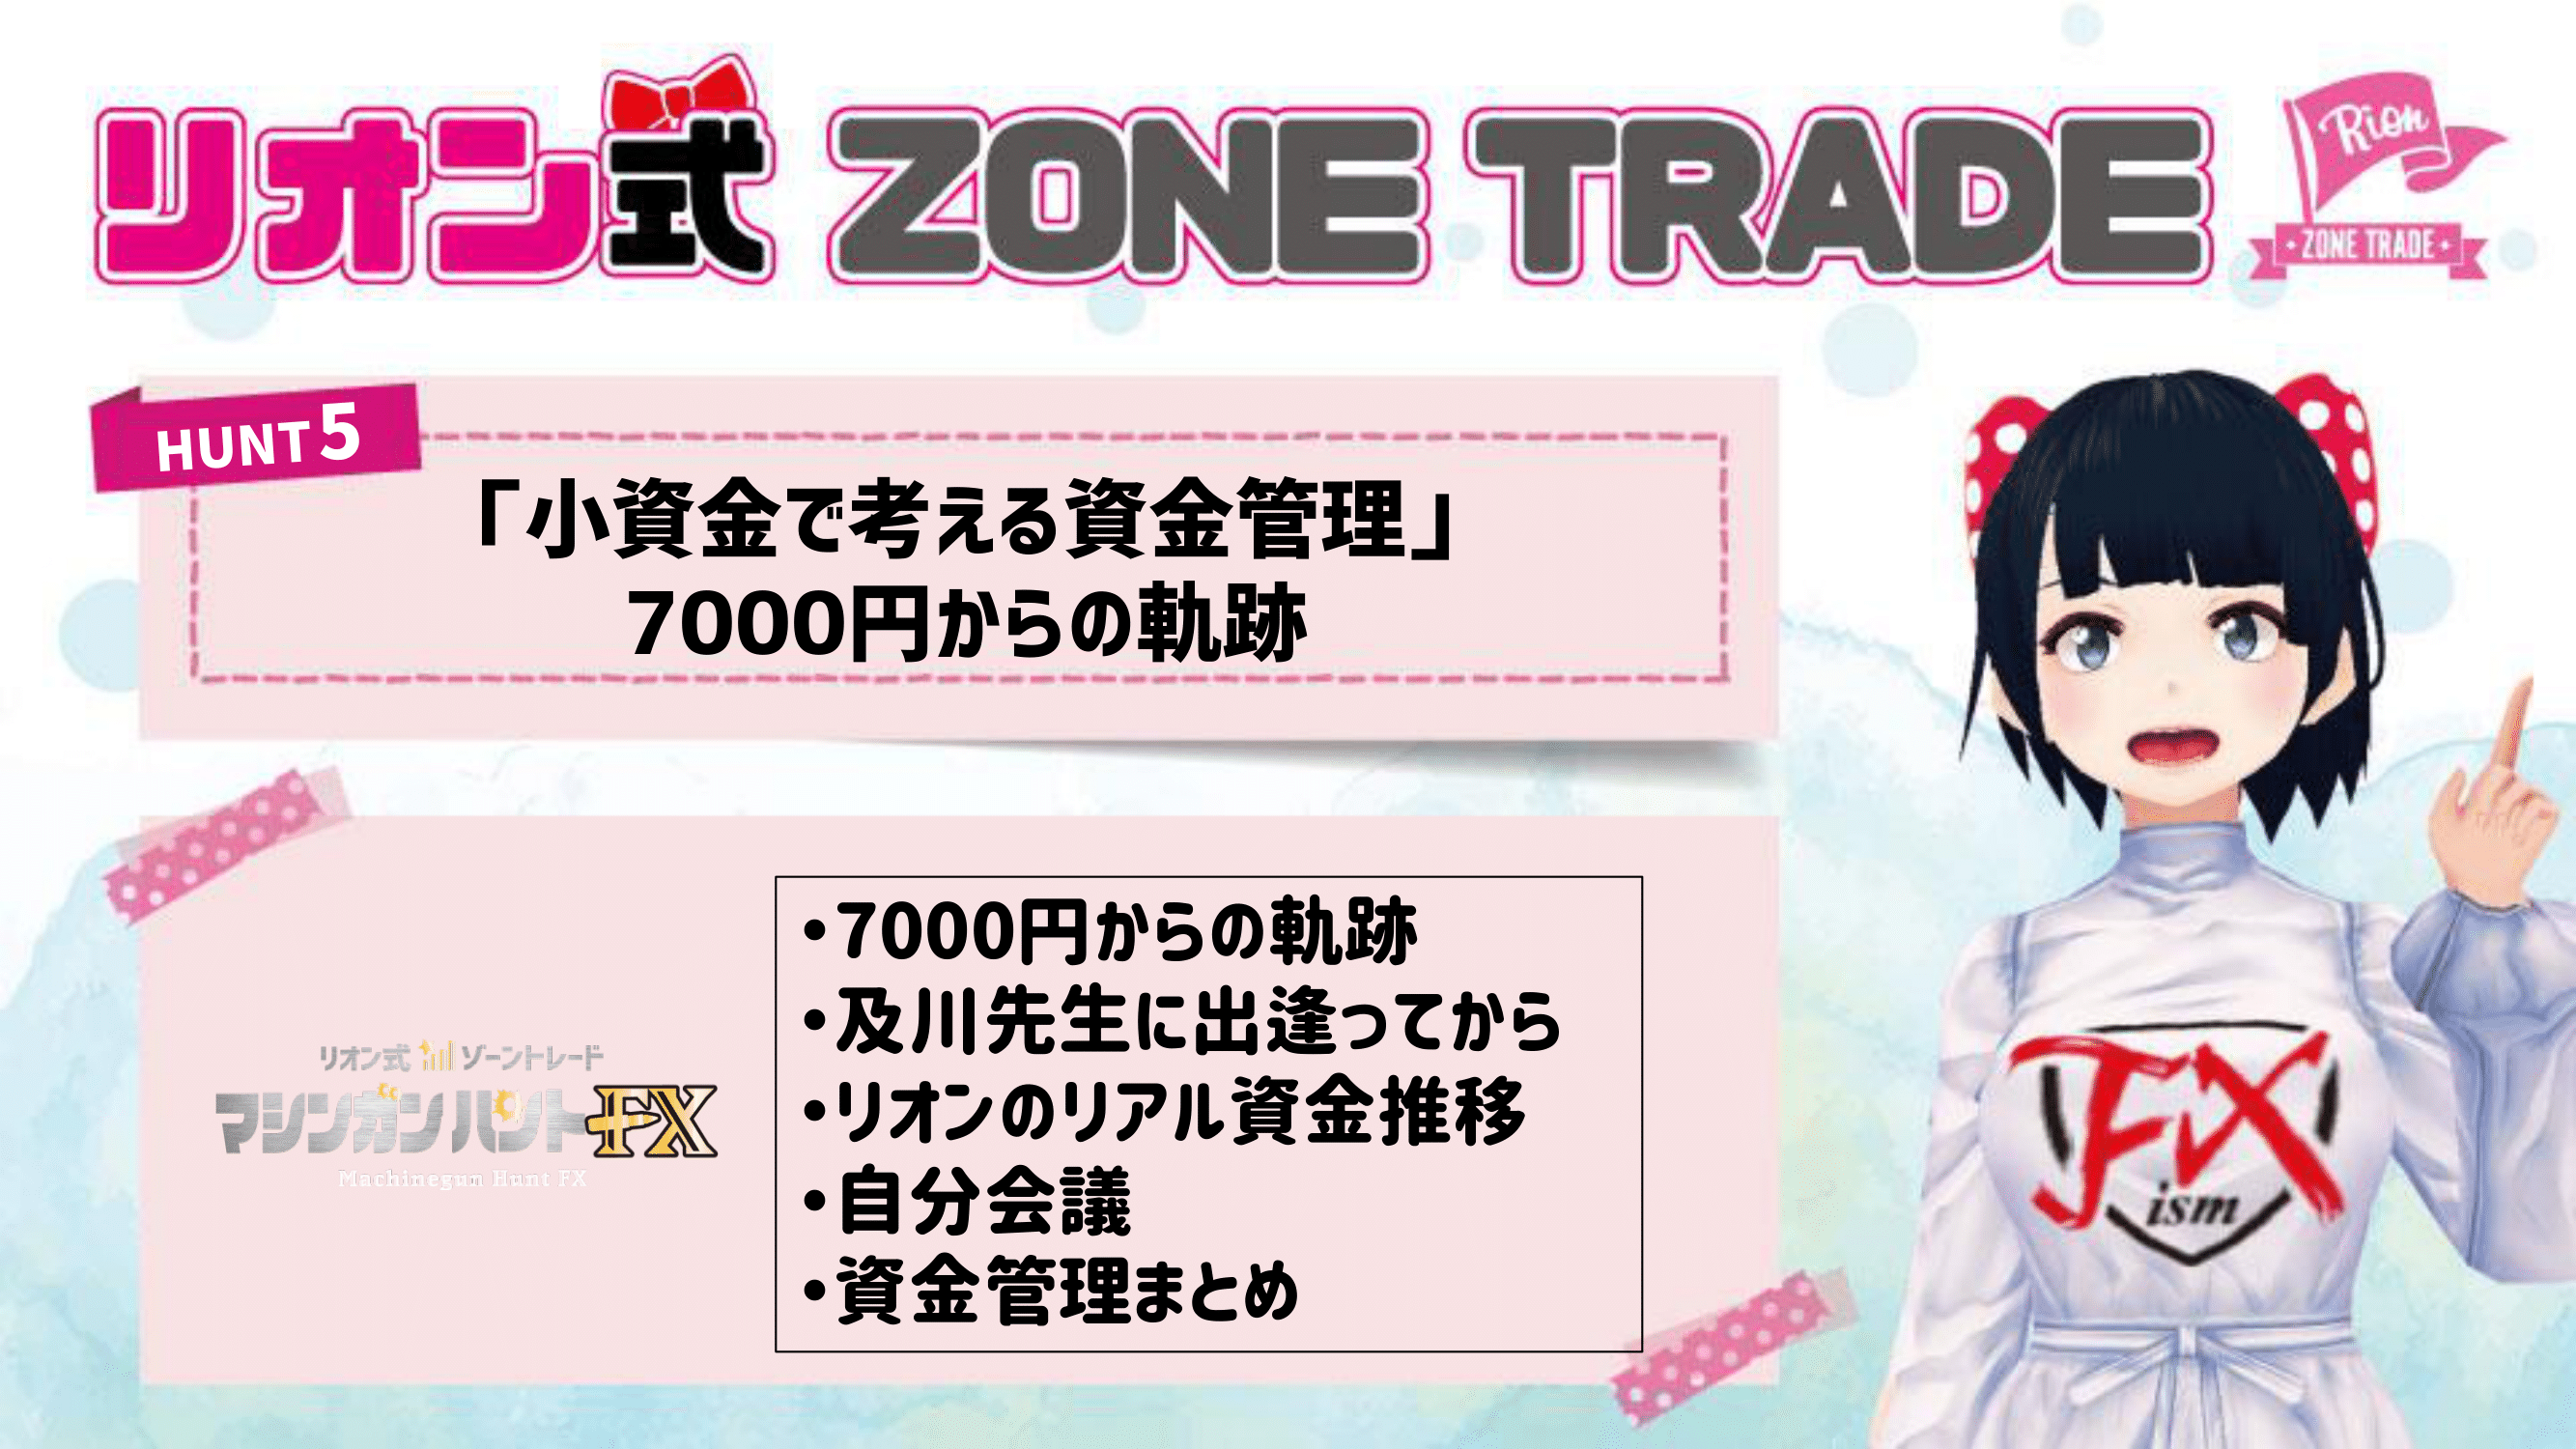 リオン式 ZONE TRADE
Rion
ZONE TRADE
HUNT5
「小資金で考える資金管理」
7000円からの軌跡
・7000円からの軌跡
・及川先生に出逢ってから
・リオンのリアル資金推移
・自分会議
・資金管理まとめ
リオン式 ゾーントレード
マシンガンハントFX
Machinegun Hunt FX
FX
ism